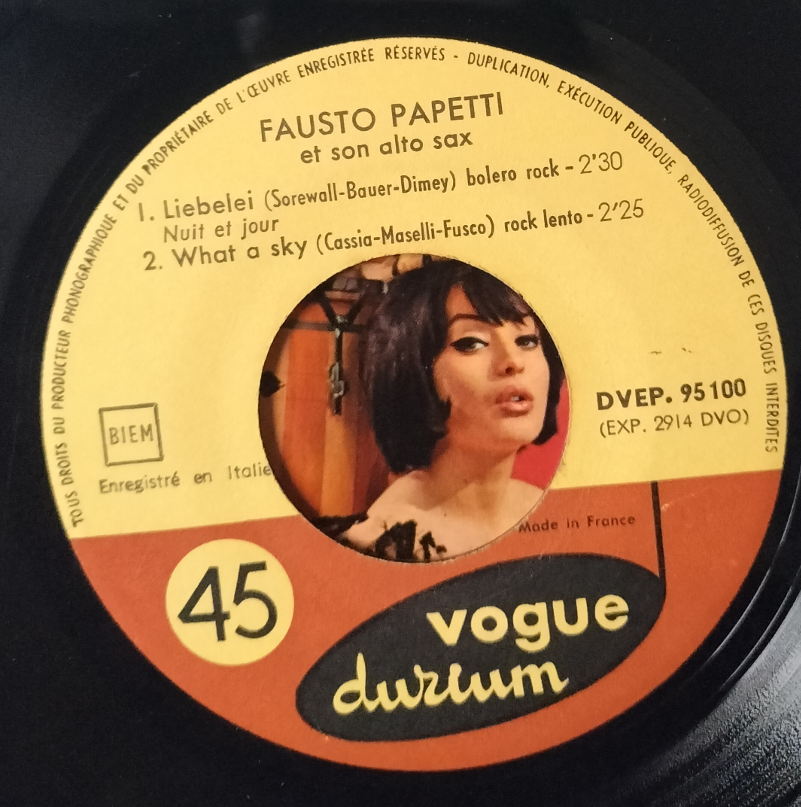 TOUS DROITS DU PRODUCTEUR PHONOGRAPHIQUE ET DU PROPRIÉTAIRE DE L'ŒUVRE ENREGISTRÉE RÉSERVÉS - DUPLICATION, EXÉCUTION PUBLIQUE, RADIODIFFUSION DE CES DISQUES INTERDITES
FAUSTO PAPETTI
et son alto sax
1. Liebelei (Sorewall-Bauer-Dimey) bolero rock - 2'30
Nuit et jour
2. What a sky (Cassia-Maselli-Fusco) rock lento - 2'25
DVEP. 95100
(EXP. 2914 DVO)
BIEM
Enregistré en Italie
Made in France
45
vogue
durium